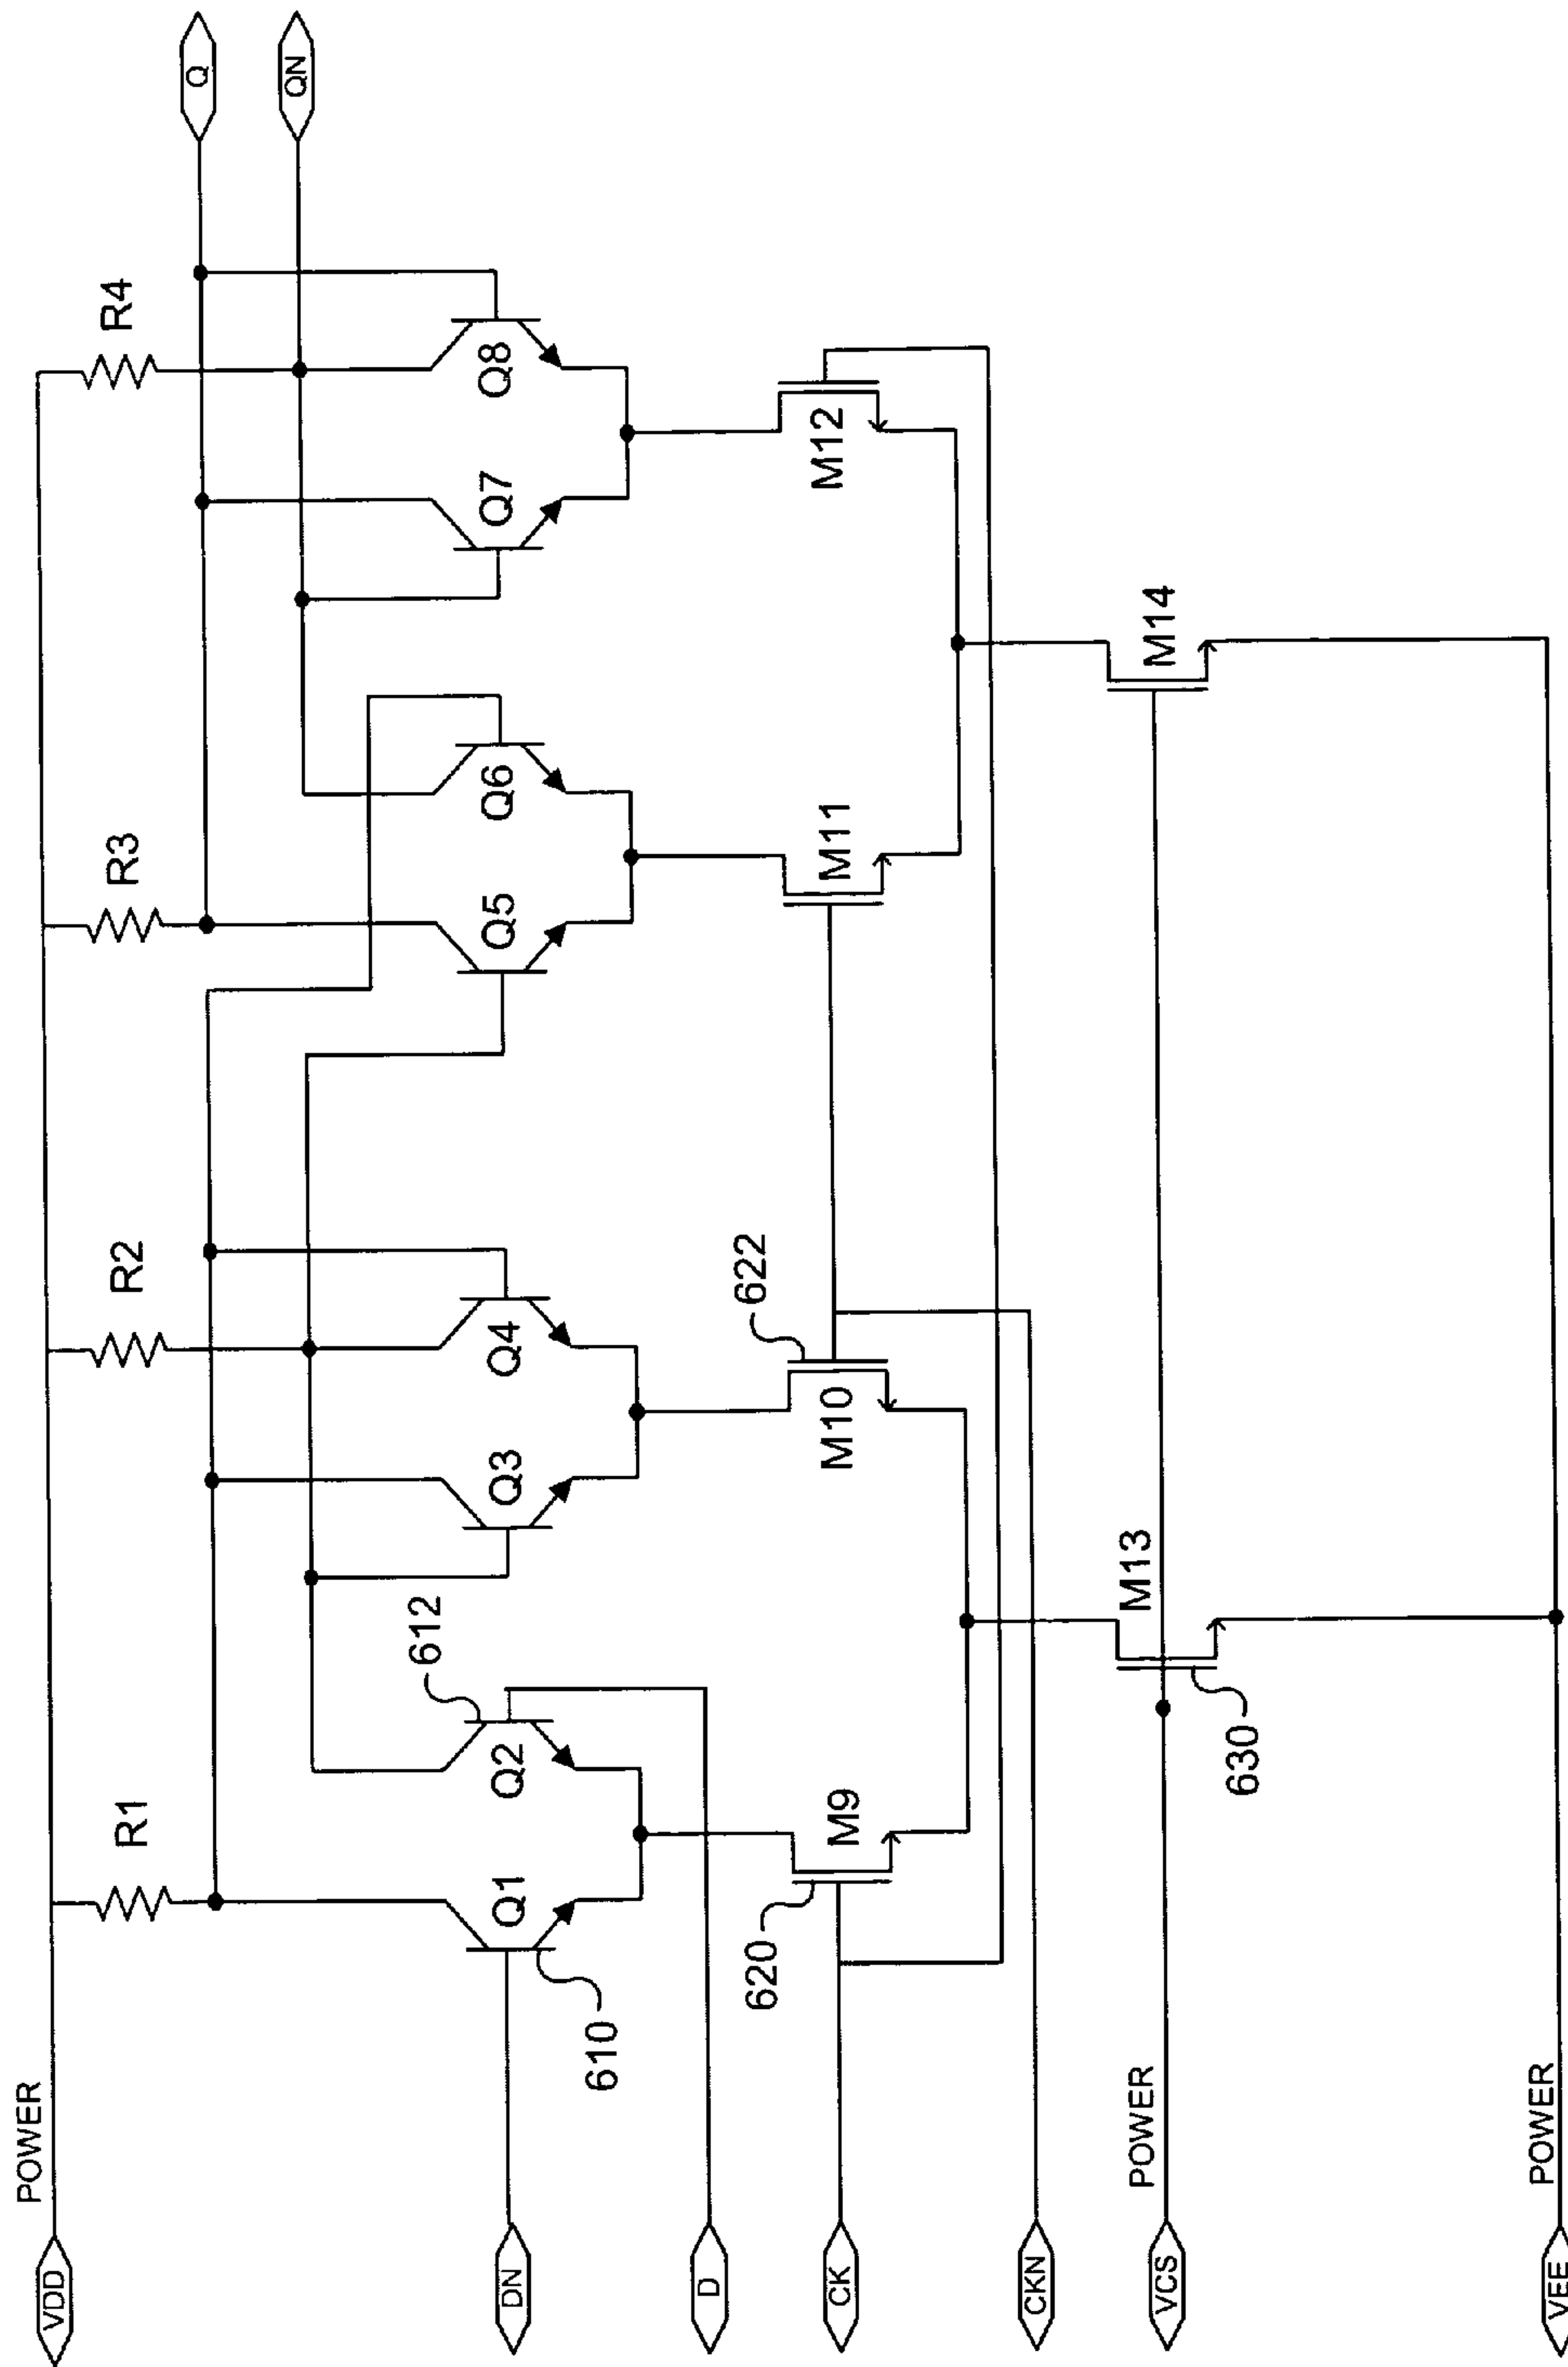 POWER
VDD
R1
R2
R3
R4
Q
QN
DN
Q1
610
Q2
612
Q3
Q4
Q5
Q6
Q7
Q8
D
CK
620
M9
M10
622
M11
M12
CKN
VCS
POWER
M13
630
M14
VEE
POWER